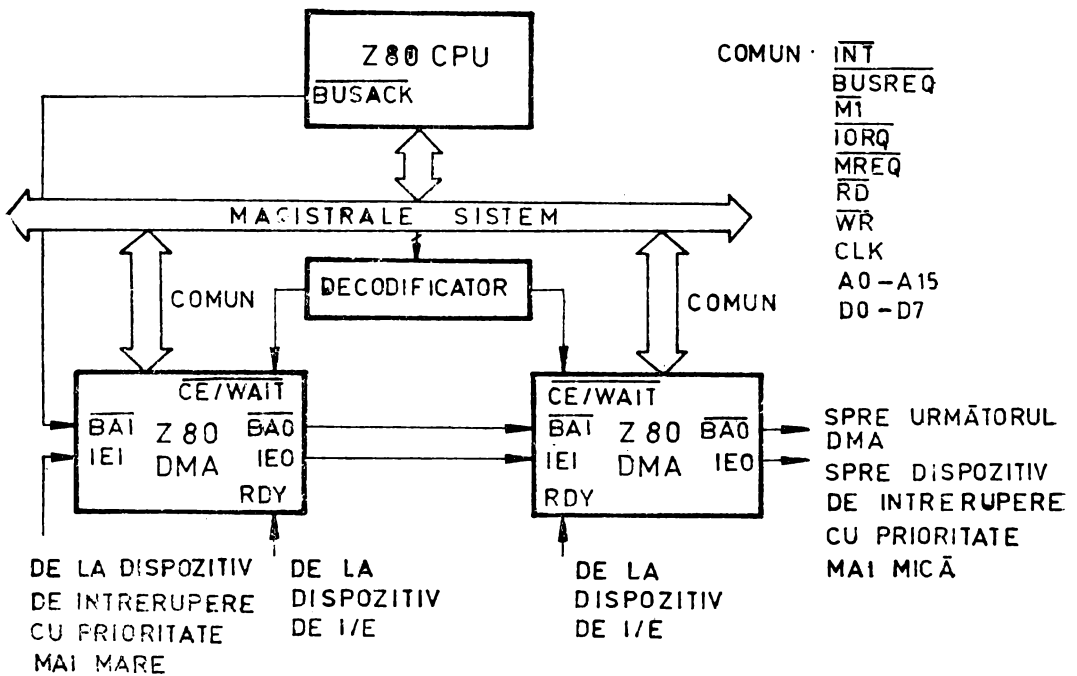 Z80 CPU
BUSACK
COMUN · INT
BUSREQ
M1
IORQ
MREQ
RD
WR
CLK
A0-A15
D0-D7
MAGISTRALE SISTEM
DECODIFICATOR
COMUN
COMUN
CE/WAIT
BAI
Z80
BAO
IEI
DMA
IEO
RDY
CE/WAIT
BAI
Z80
BAO
IEI
DMA
IEO
RDY
SPRE URMĂTORUL
DMA
SPRE DISPOZITIV
DE INTRERUPERE
CU PRIORITATE
MAI MICĂ
DE LA DISPOZITIV
DE INTRERUPERE
CU PRIORITATE
MAI MARE
DE LA
DISPOZITIV
DE I/E
DE LA
DISPOZITIV
DE I/E